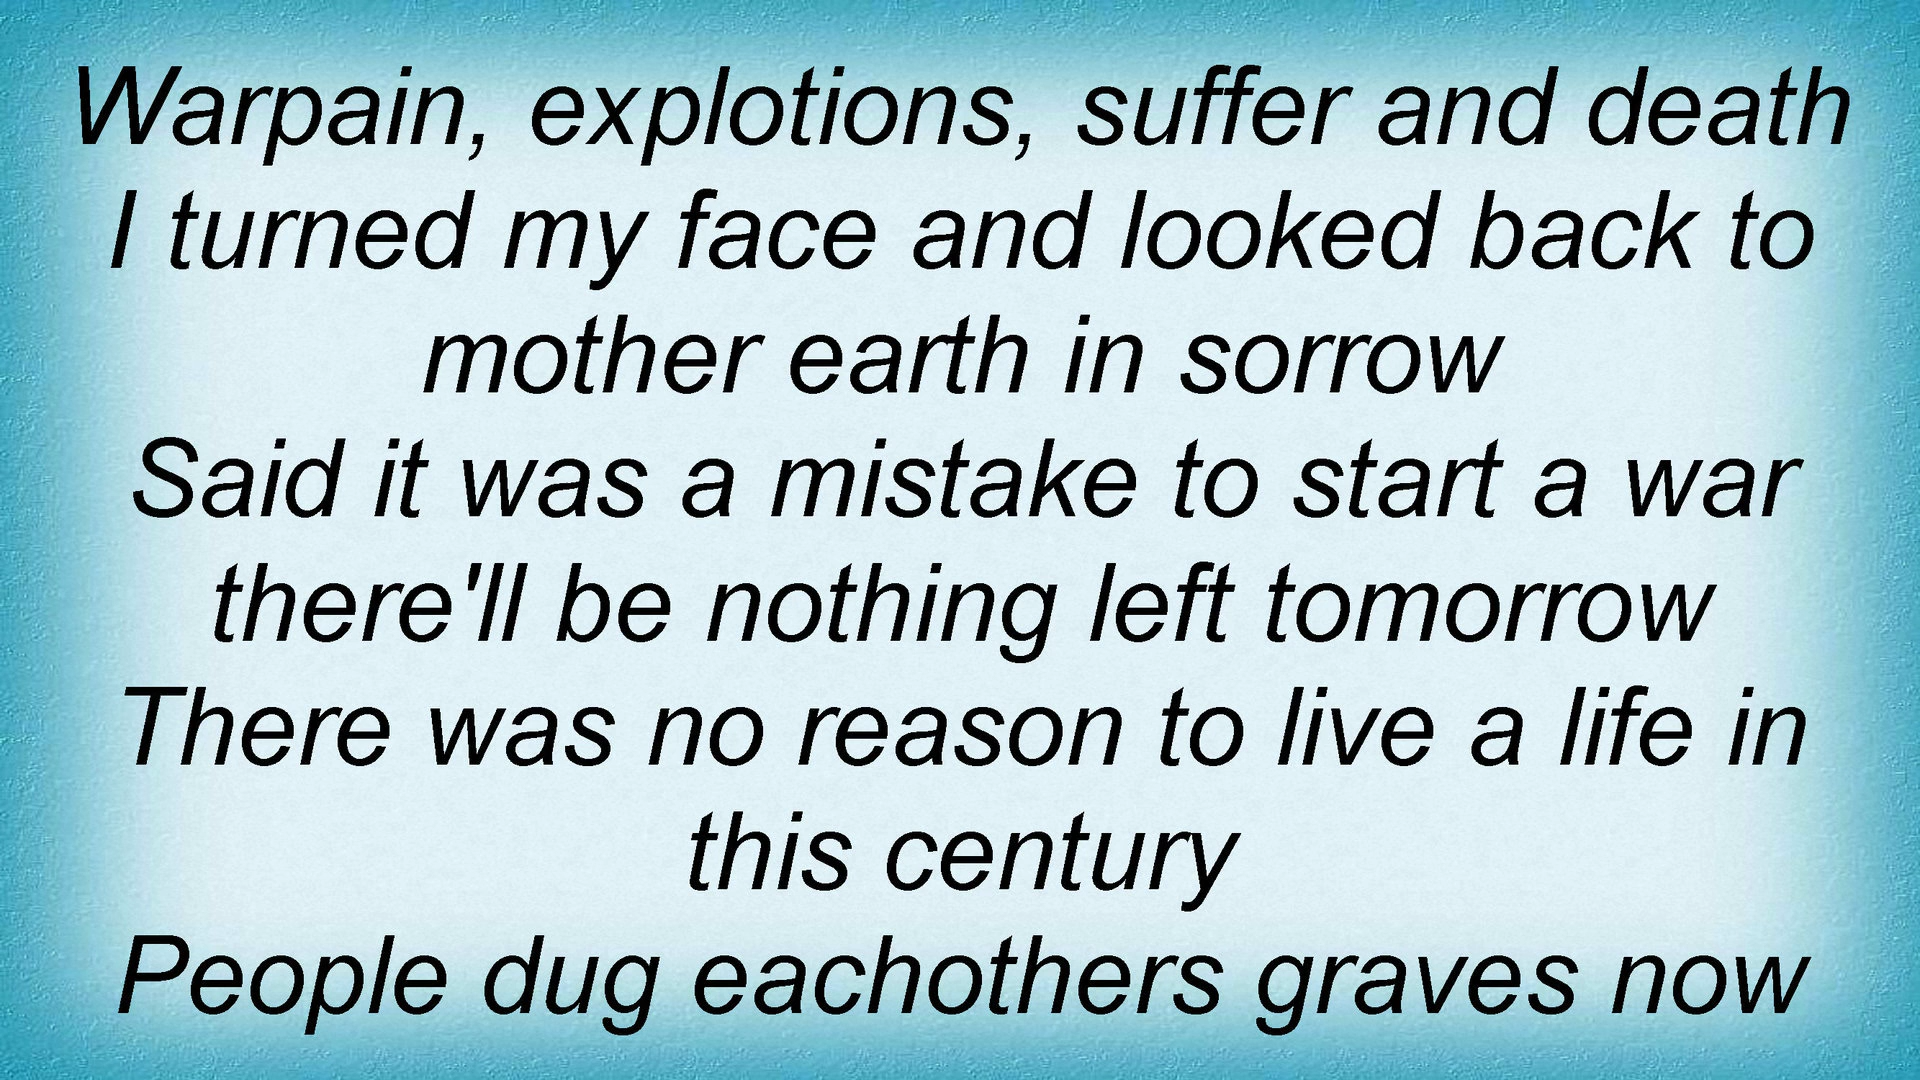 Warpain, explotions, suffer and death
I turned my face and looked back to
mother earth in sorrow
Said it was a mistake to start a war
there'll be nothing left tomorrow
There was no reason to live a life in
this century
People dug eachothers graves now